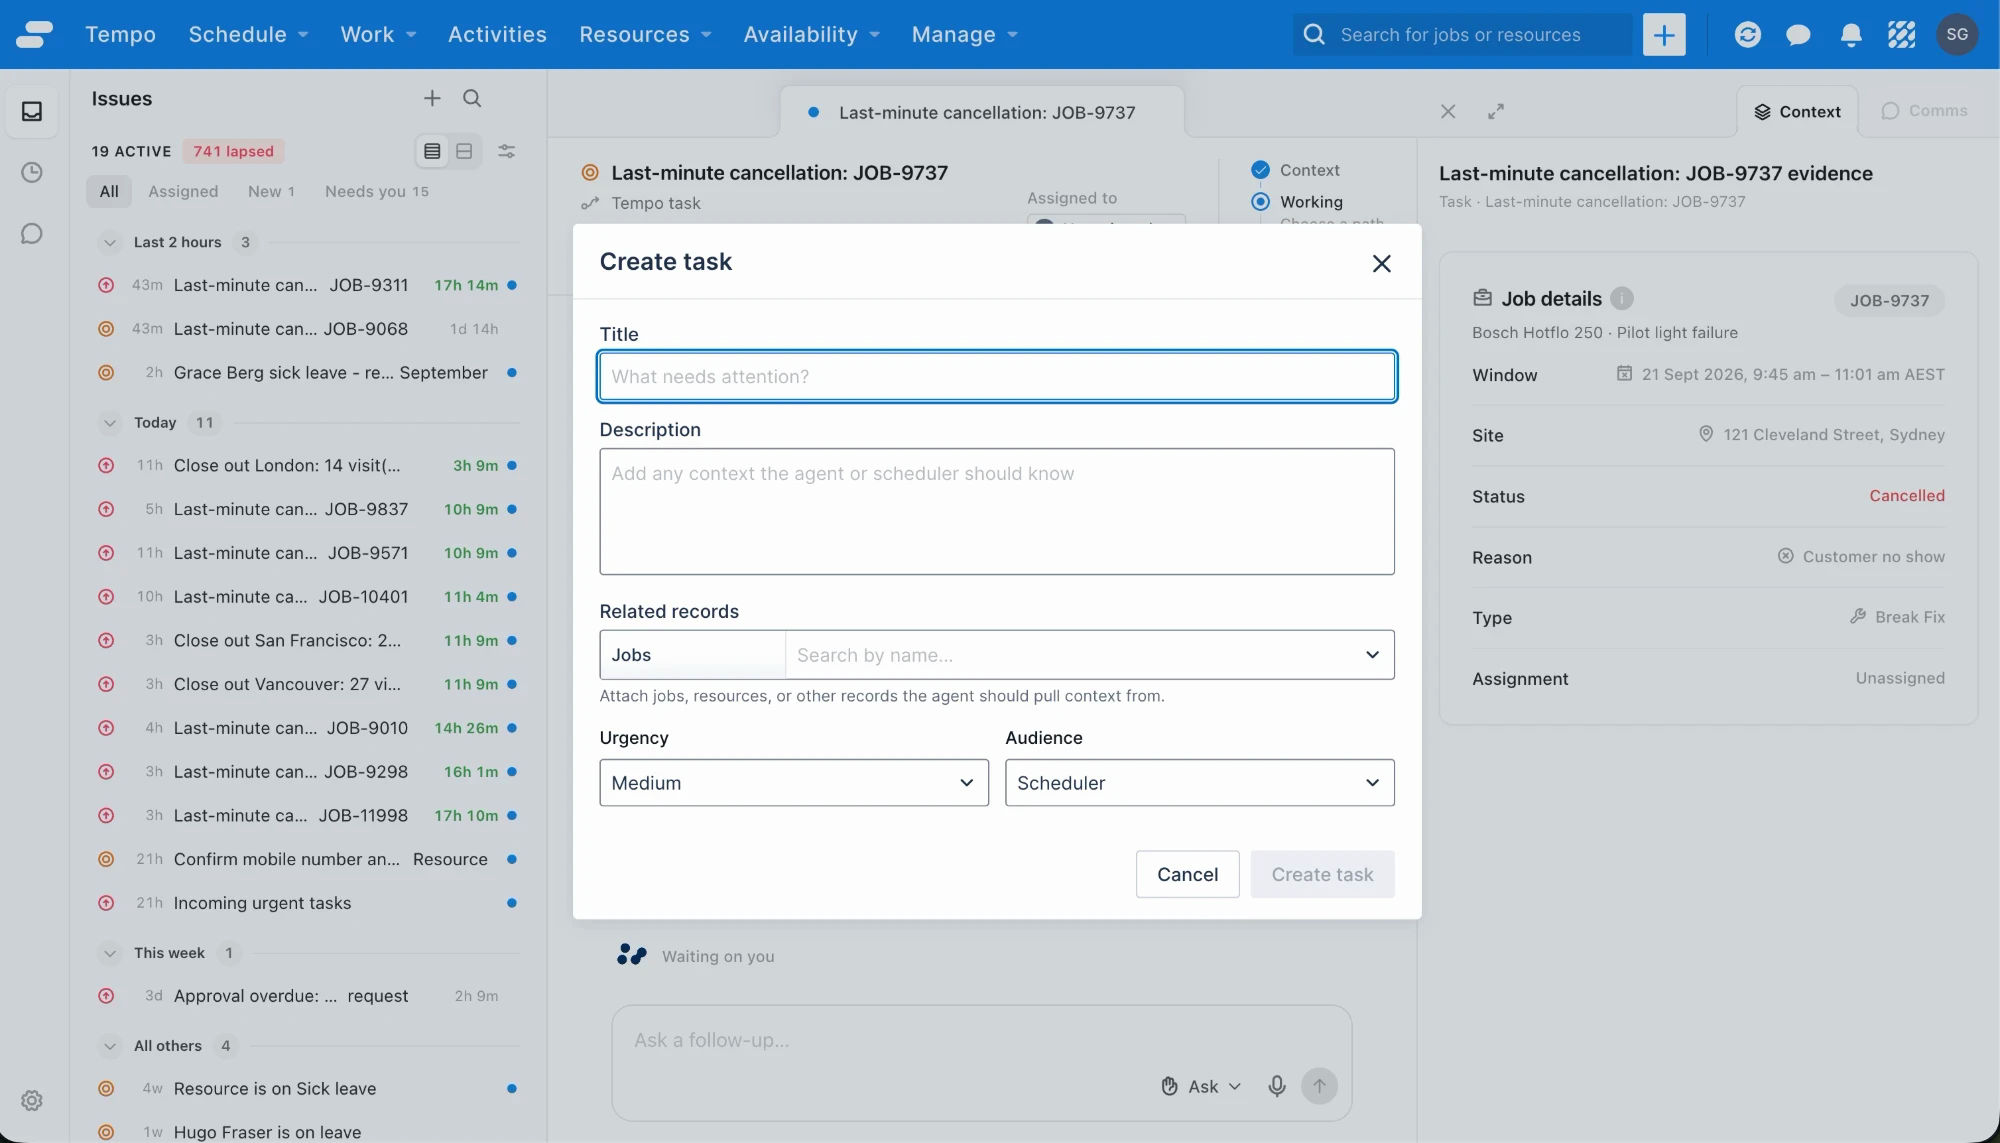 Tempo
Schedule
Work
Activities
Resources
Availability
Manage
Search for jobs or resources
SG
Issues
19 ACTIVE
741 lapsed
All
Assigned
New 1
Needs you 15
Last 2 hours 3
43m Last-minute can... JOB-9311 17h 14m
43m Last-minute can... JOB-9068 1d 14h
2h Grace Berg sick leave - re... September
Today 11
11h Close out London: 14 visit(... 3h 9m
5h Last-minute can... JOB-9837 10h 9m
11h Last-minute can... JOB-9571 10h 9m
10h Last-minute ca... JOB-10401 11h 4m
3h Close out San Francisco: 2... 11h 9m
3h Close out Vancouver: 27 vi... 11h 9m
4h Last-minute can... JOB-9010 14h 26m
3h Last-minute can... JOB-9298 16h 1m
3h Last-minute ca... JOB-11998 17h 10m
21h Confirm mobile number an... Resource
21h Incoming urgent tasks
This week 1
3d Approval overdue: ... request 2h 9m
All others 4
4w Resource is on Sick leave
1w Hugo Fraser is on leave
Last-minute cancellation: JOB-9737
Last-minute cancellation: JOB-9737
Tempo task
Assigned to
Context
Working
Choose a path
Create task
Title
What needs attention?
Description
Add any context the agent or scheduler should know
Related records
Jobs
Search by name...
Attach jobs, resources, or other records the agent should pull context from.
Urgency
Audience
Medium
Scheduler
Cancel
Create task
Waiting on you
Ask a follow-up...
Ask
Context
Comms
Last-minute cancellation: JOB-9737 evidence
Task · Last-minute cancellation: JOB-9737
Job details
JOB-9737
Bosch Hotflo 250 · Pilot light failure
Window 21 Sept 2026, 9:45 am – 11:01 am AEST
Site 121 Cleveland Street, Sydney
Status Cancelled
Reason Customer no show
Type Break Fix
Assignment Unassigned